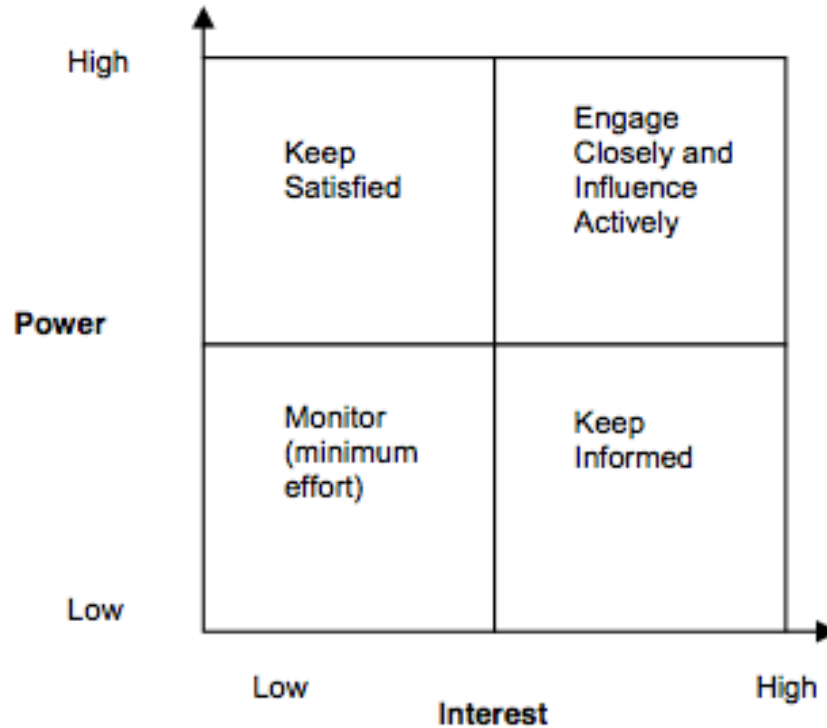 High
Keep
Satisfied
Engage
Closely and
Influence
Actively
Power
Monitor
(minimum
effort)
Keep
Informed
Low
Low
High
Interest